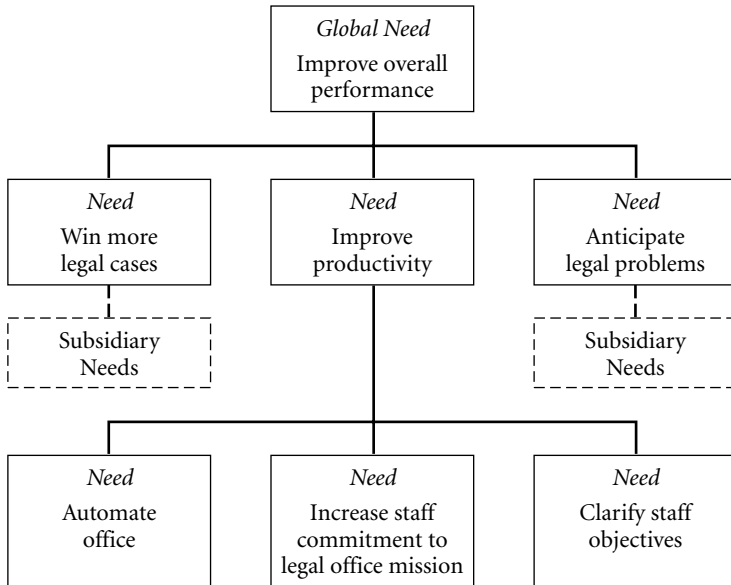 Global Need
Improve overall
performance
Need
Win more
legal cases
Need
Improve
productivity
Need
Anticipate
legal problems
Subsidiary
Needs
Subsidiary
Needs
Need
Automate
office
Need
Increase staff
commitment to
legal office mission
Need
Clarify staff
objectives